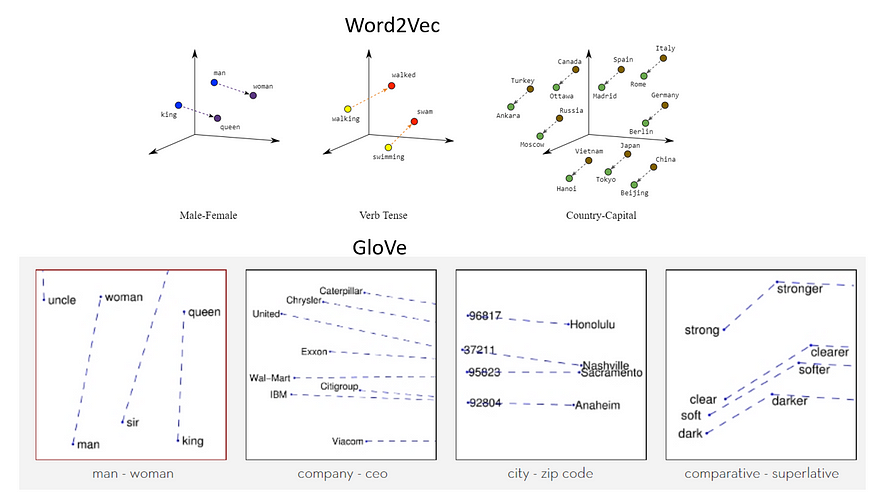 Word2Vec
man
woman
king
queen
Male-Female
walked
walking
swam
swimming
Verb Tense
Italy
Spain
Canada
Rome
Madrid
Ottawa
Turkey
Ankara
Germany
Berlin
Russia
Moscow
Japan
Vietnam
China
Tokyo
Hanoi
Beijing
Country-Capital
GloVe
uncle
woman
queen
sir
king
man
man - woman
Caterpillar
Chrysler
United
Exxon
Wal-Mart
Citigroup
IBM
Viacom
company - ceo
96817
Honolulu
37211
Nashville
95823
Sacramento
92804
Anaheim
city - zip code
stronger
strong
clearer
softer
clear
darker
soft
dark
comparative - superlative